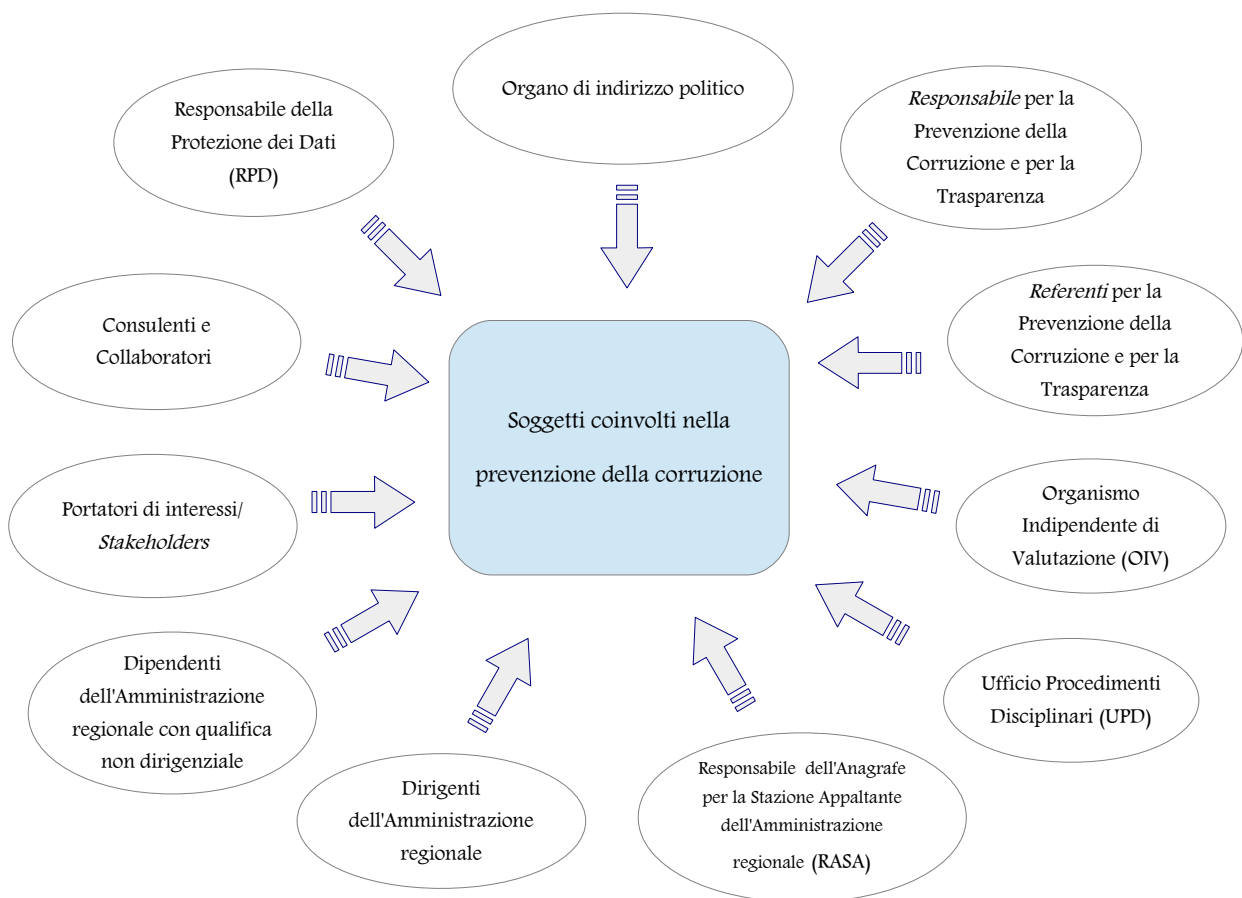 Organo di indirizzo politico
Responsabile per la
Prevenzione della
Corruzione e per la
Trasparenza
Referenti per la
Prevenzione della
Corruzione e per la
Trasparenza
Organismo
Indipendente di
Valutazione (OIV)
Ufficio Procedimenti
Disciplinari (UPD)
Responsabile dell'Anagrafe
per la Stazione Appaltante
dell'Amministrazione
regionale (RASA)
Dirigenti
dell'Amministrazione
regionale
Dipendenti
dell'Amministrazione
regionale con qualifica
non dirigenziale
Portatori di interessi/
Stakeholders
Consulenti e
Collaboratori
Responsabile della
Protezione dei Dati
(RPD)
Soggetti coinvolti nella
prevenzione della corruzione